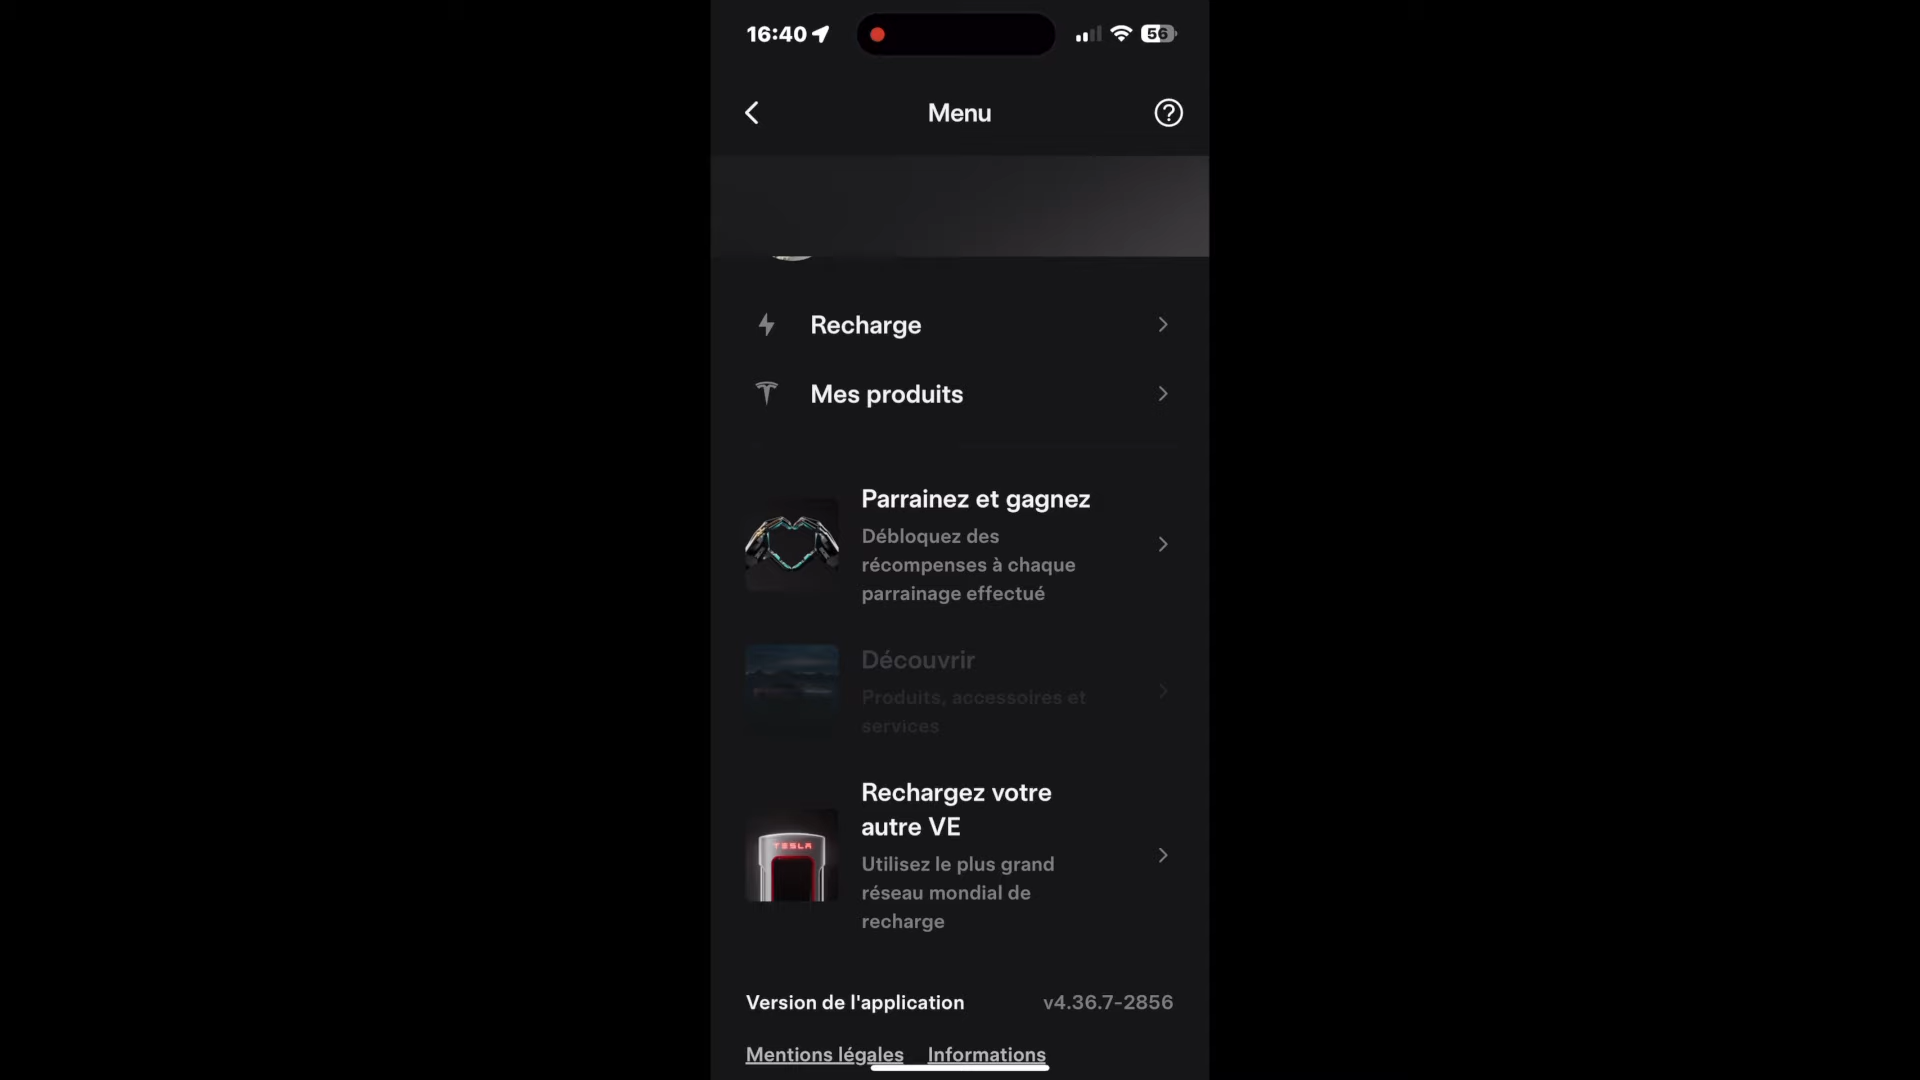 16:40
56
Menu
Recharge
Mes produits
Parrainez et gagnez
Débloquez des
récompenses à chaque
parrainage effectué
Découvrir
Produits, accessoires et
services
Rechargez votre
autre VE
TESLA
Utilisez le plus grand
réseau mondial de
recharge
Version de l'application v4.36.7-2856
Mentions légales Informations